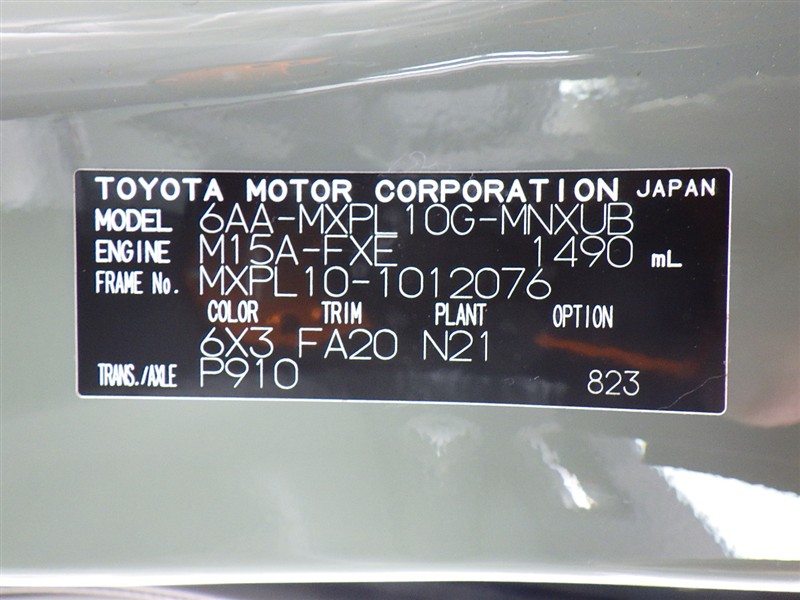 TOYOTA MOTOR CORPORATION JAPAN
MODEL 6AA-MXPL10G-MNXUB
ENGINE M15A-FXE 1490 mL
FRAME No. MXPL10-1012076
COLOR TRIM PLANT OPTION
6X3 FA20 N21
TRANS./AXLE P910 823